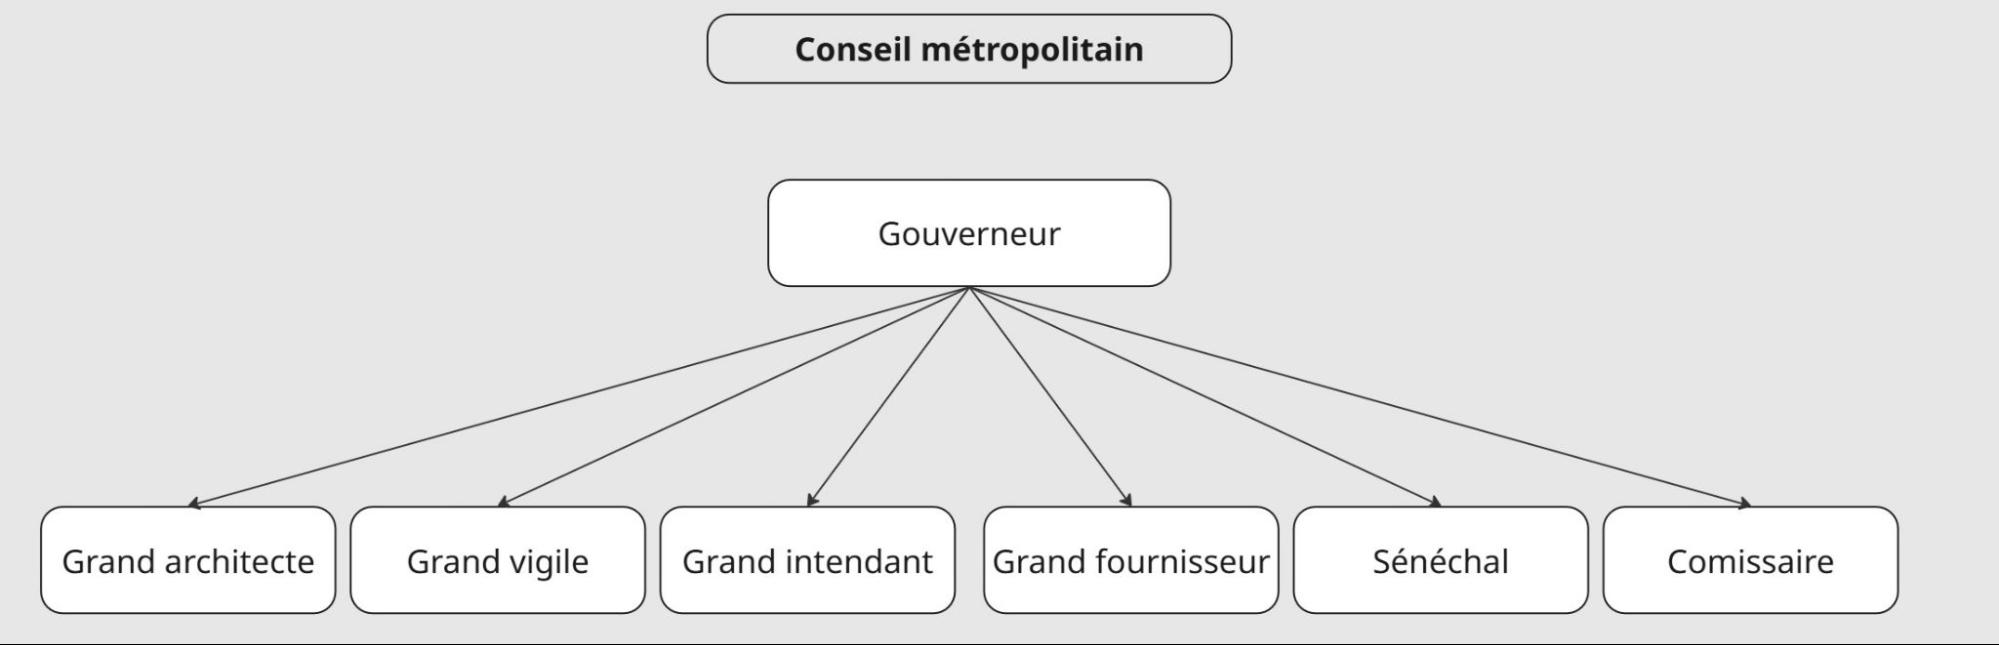 Conseil métropolitain
Gouverneur
Grand architecte
Grand vigile
Grand intendant
Grand fournisseur
Sénéchal
Comissaire